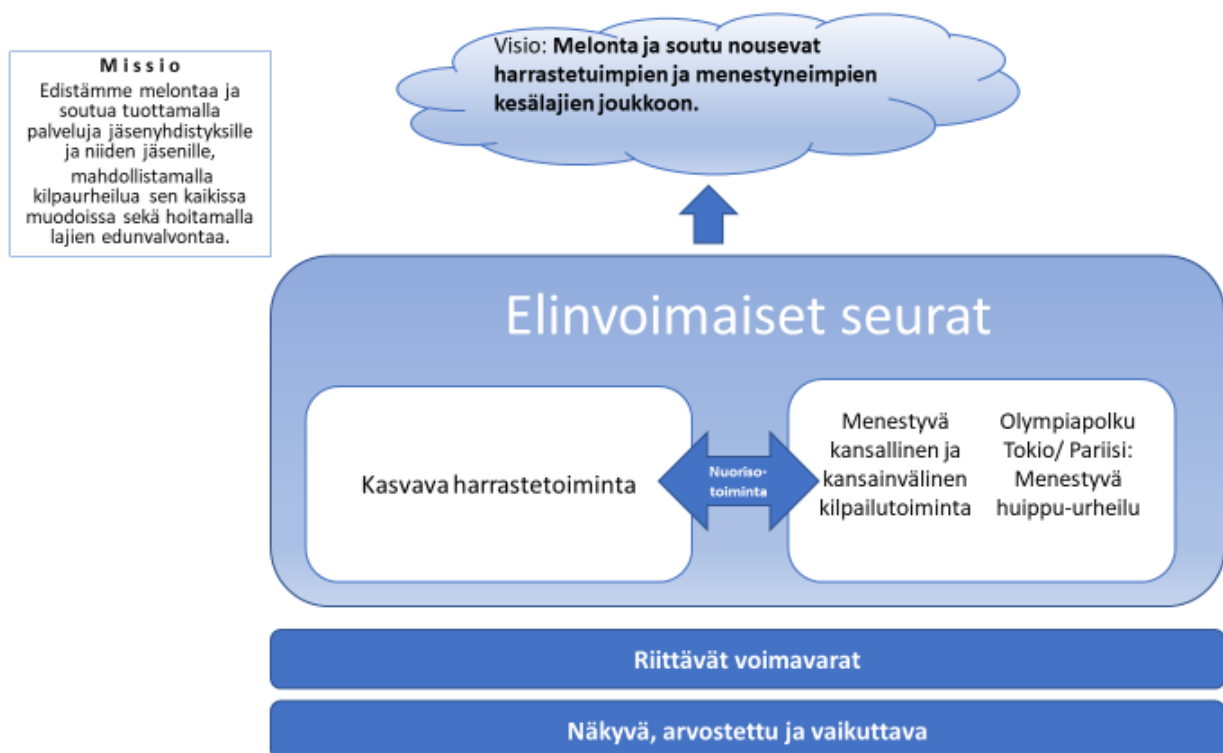 Missio
Edistämme melontaa ja
soutua tuottamalla
palveluja jäsenyhdistyksille
ja niiden jäsenille,
mahdollistamalla
kilpaurheilua sen kaikissa
muodoissa sekä hoitamalla
lajien edunvalvontaa.
Visio: Melonta ja soutu nousevat
harrastetuimpien ja menestyneimpien
kesälajien joukkoon.
Elinvoimaiset seurat
Kasvava harrastetoiminta
Nuoriso-
toiminta
Menestyvä
kansallinen ja
kansainvälinen
kilpailutoiminta
Olympiapolku
Tokio/ Pariisi:
Menestyvä
huippu-urheilu
Riittävät voimavarat
Näkyvä, arvostettu ja vaikuttava